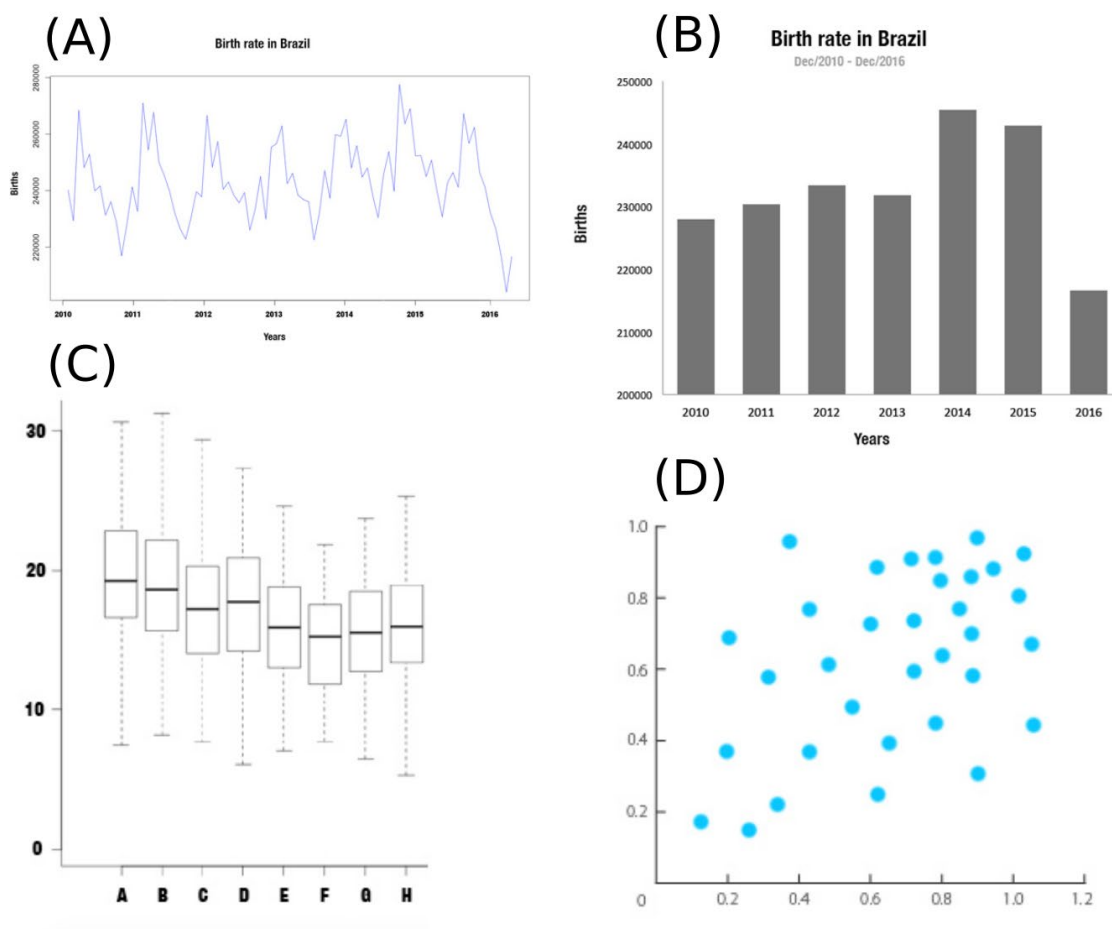 (A)
Birth rate in Brazil
280000
260000
240000
220000
Births
2010 2011 2012 2013 2014 2015 2016
Years
(B)
Birth rate in Brazil
Dec/2010 - Dec/2016
250000
240000
230000
220000
210000
200000
Births
2010 2011 2012 2013 2014 2015 2016
Years
(C)
30
20
10
0
A B C D E F G H
(D)
1.0
0.8
0.6
0.4
0.2
0 0.2 0.4 0.6 0.8 1.0 1.2